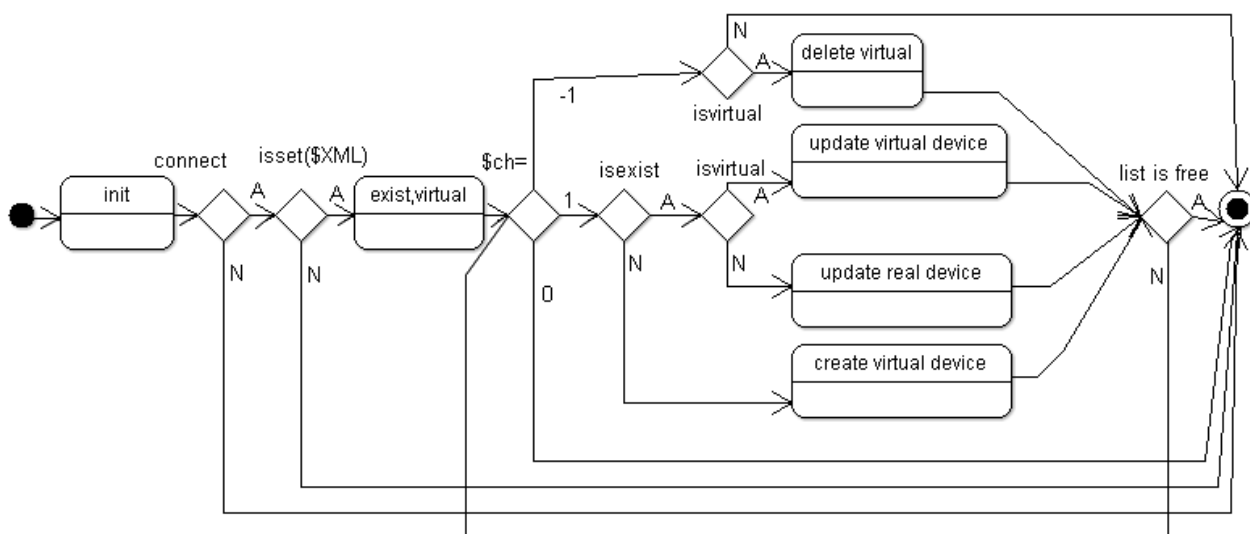 N
delete virtual
A
-1
isvirtual
update virtual device
connect
isset($XML)
$ch=
isexist
isvirtual
list is free
init
A
A
exist,virtual
1
A
A
A
N
N
0
N
N
update real device
N
create virtual device